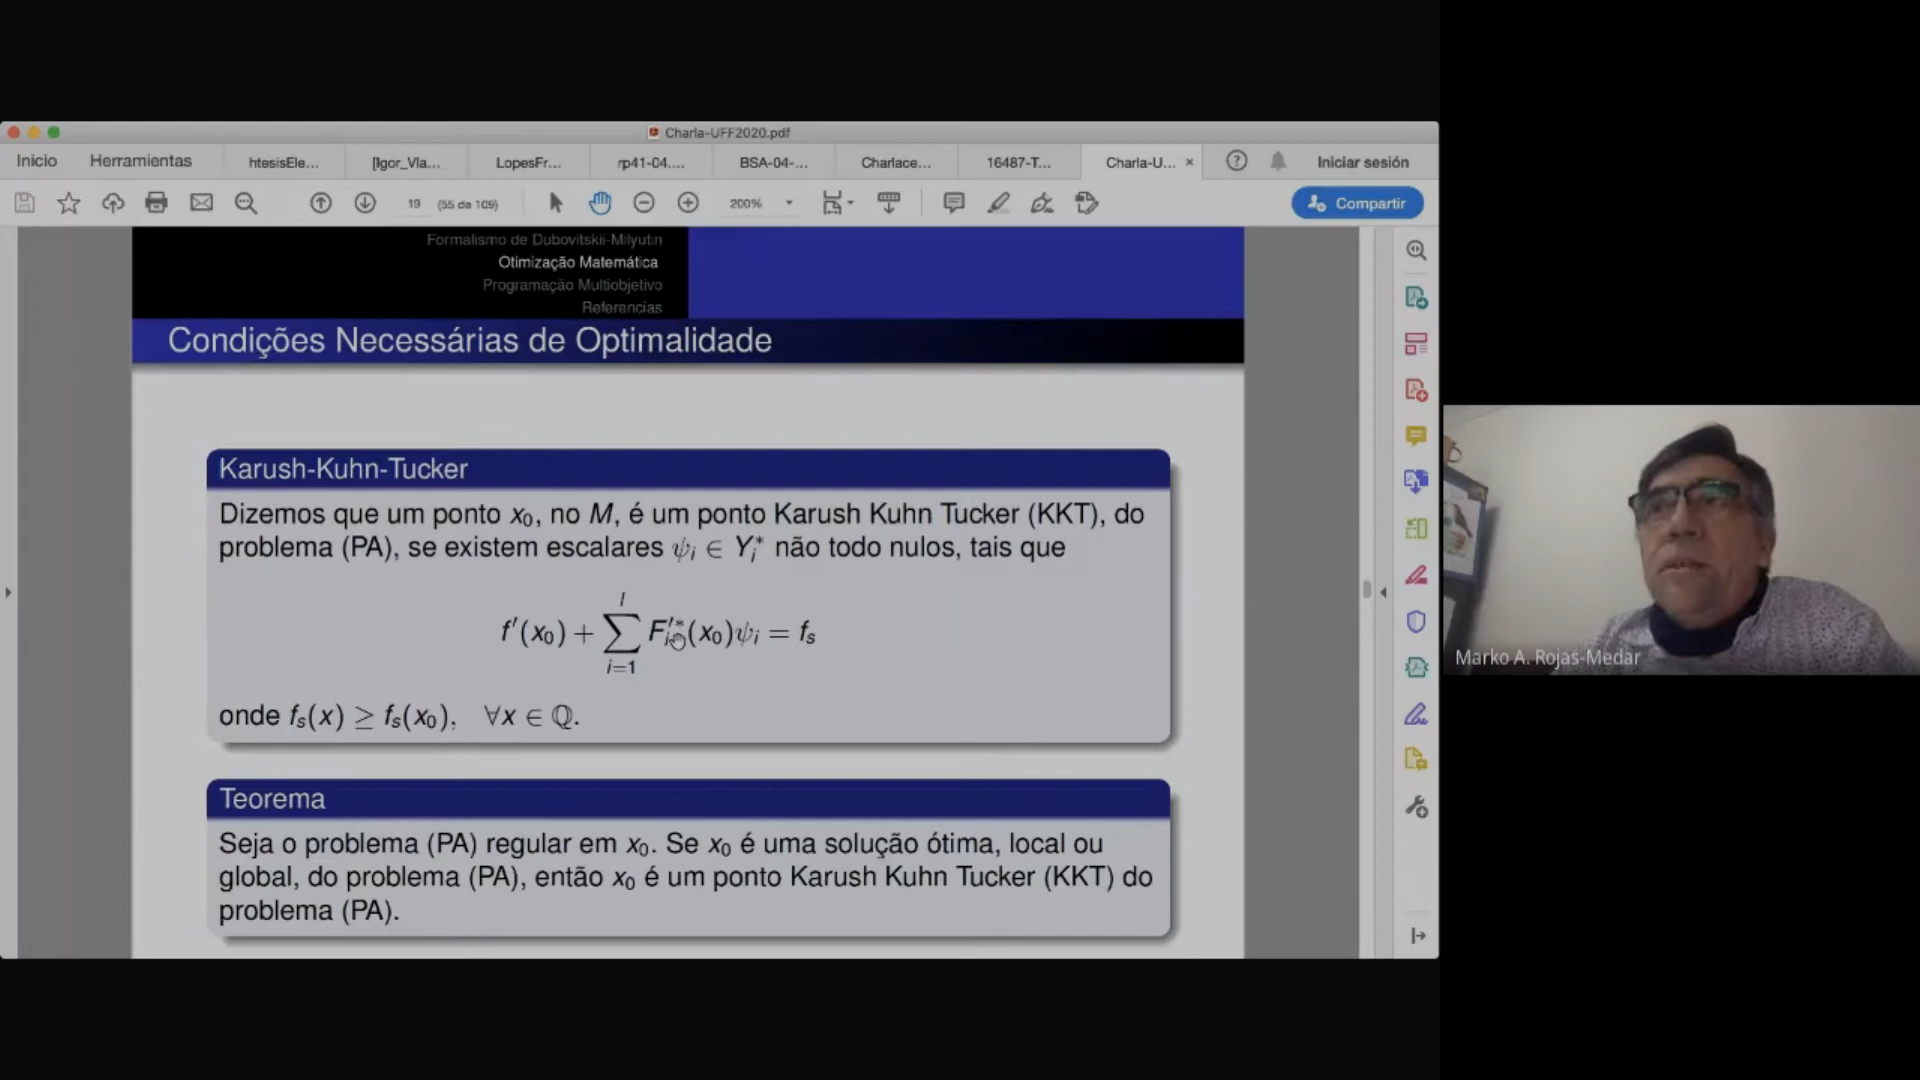 Charla-UFF2020.pdf
Inicio Herramientas htesisEle... [Igor_Vla... LopesFr... rp41-04.... BSA-04-... Charlace... 16487-T... Charla-U... × Iniciar sesión
19 (55 de 109) 200% Compartir
Formalismo de Dubovitskii-Milyutin
Otimização Matemática
Programação Multiobjetivo
Referencias
Condições Necessárias de Optimalidade
Karush-Kuhn-Tucker
Dizemos que um ponto x₀, no M, é um ponto Karush Kuhn Tucker (KKT), do
problema (PA), se existem escalares ψᵢ ∈ Yᵢ* não todo nulos, tais que
f′(x₀) + ∑_{i=1}^{l} Fᵢ′*(x₀)ψᵢ = fₛ
onde fₛ(x) ≥ fₛ(x₀), ∀x ∈ ℚ.
Teorema
Seja o problema (PA) regular em x₀. Se x₀ é uma solução ótima, local ou
global, do problema (PA), então x₀ é um ponto Karush Kuhn Tucker (KKT) do
problema (PA).
Marko A. Rojas-Medar